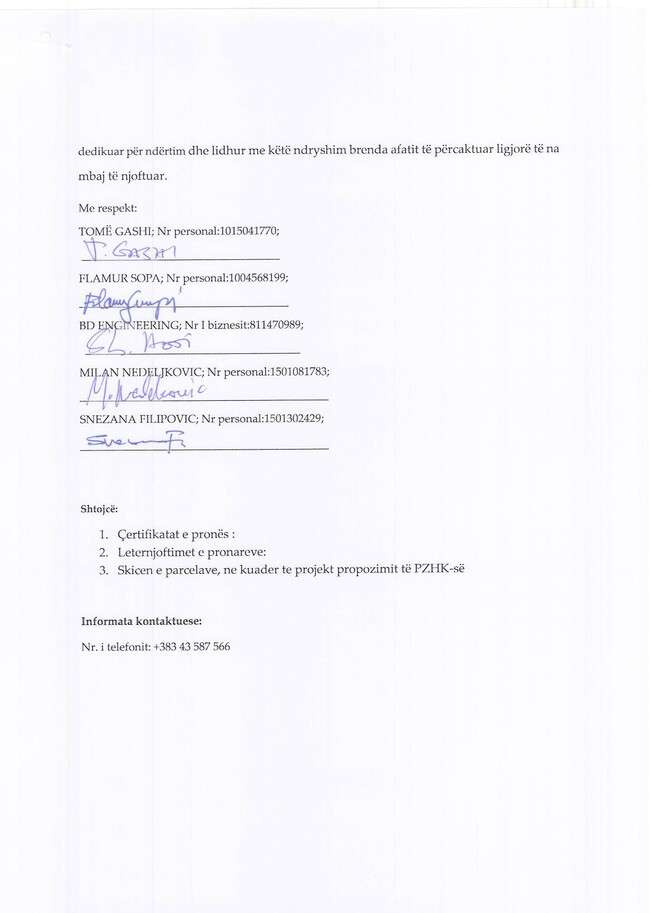 dedikuar për ndërtim dhe lidhur me këtë ndryshim brenda afatit të përcaktuar ligjorë të na
mbaj të njoftuar.
Me respekt:
TOMË GASHI; Nr personal:1015041770;
T. GASHI
FLAMUR SOPA; Nr personal:1004568199;
BD ENGINEERING; Nr I biznesit:811470989;
MILAN NEDELJKOVIC; Nr personal:1501081783;
M. Nedeljkovic
SNEZANA FILIPOVIC; Nr personal:1501302429;
Shtojcë:
1. Çertifikatat e pronës :
2. Leternjoftimet e pronareve:
3. Skicen e parcelave, ne kuader te projekt propozimit të PZHK-së
Informata kontaktuese:
Nr. i telefonit: +383 43 587 566